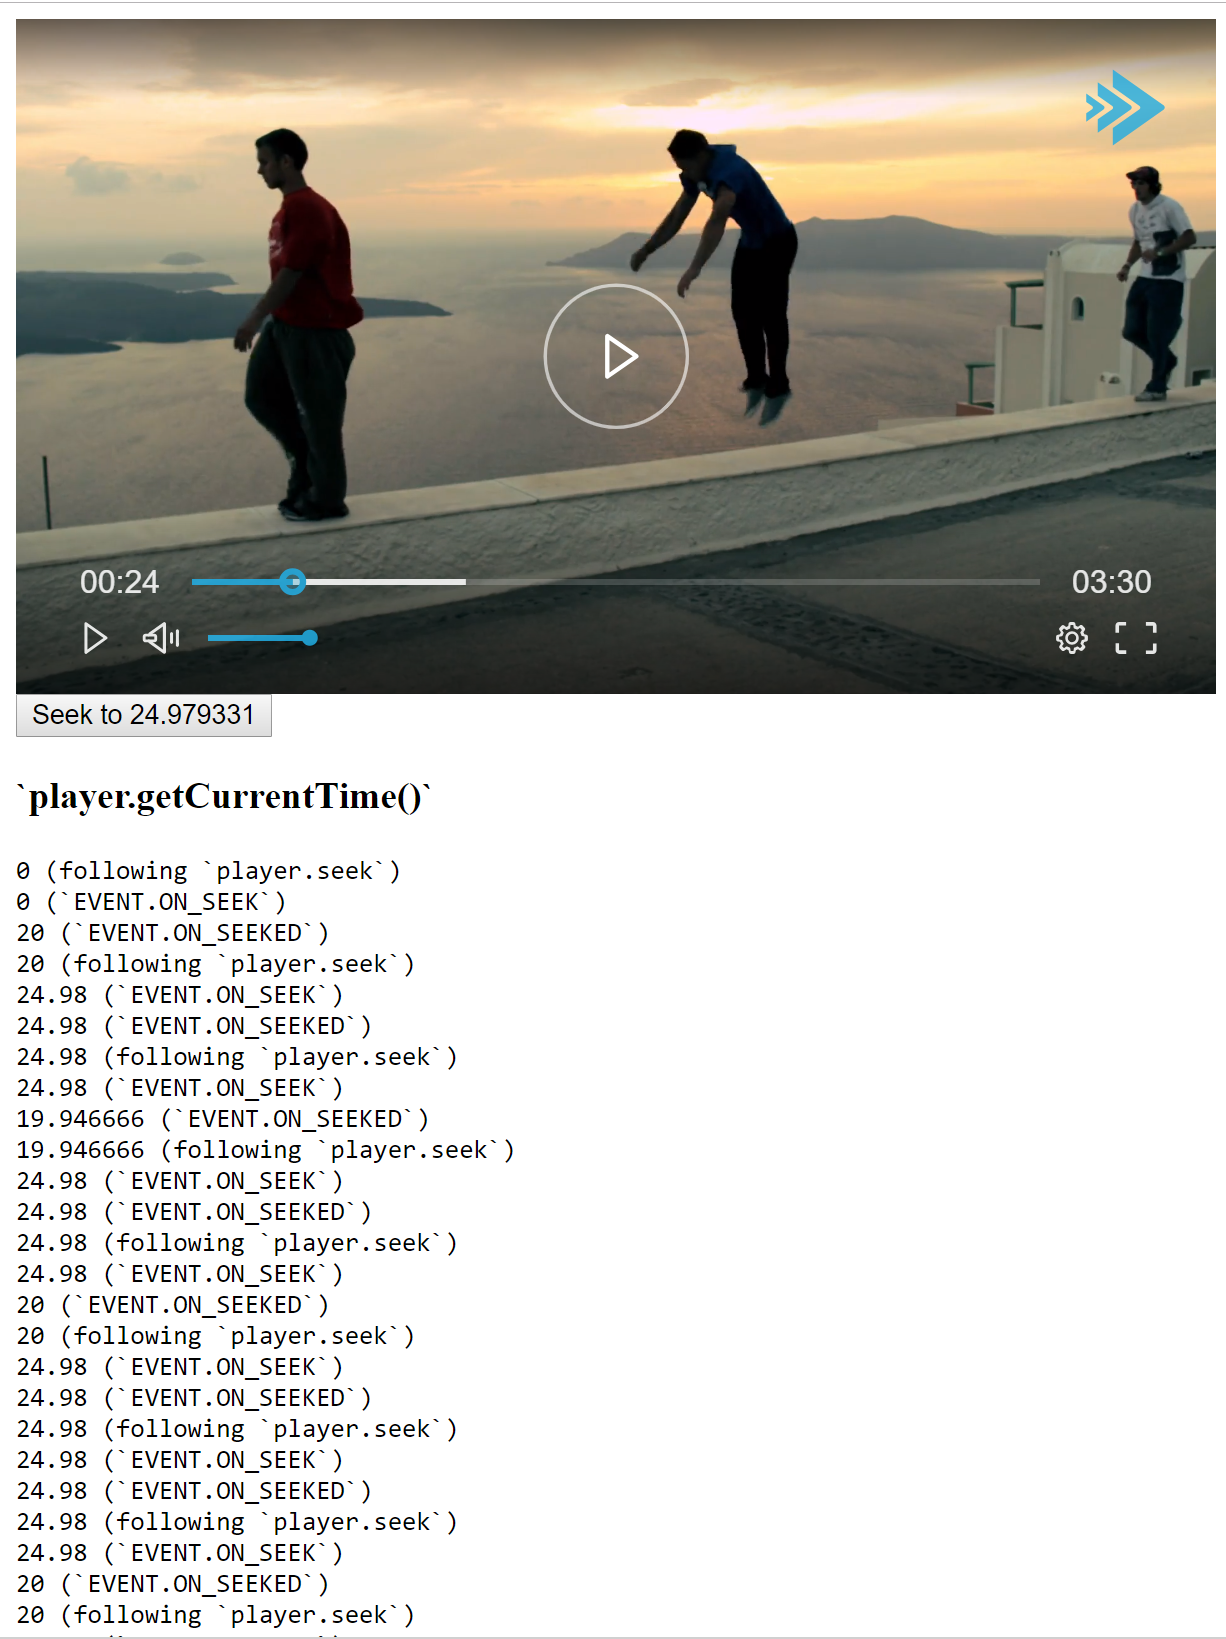 00:24
03:30
Seek to 24.979331
`player.getCurrentTime()`
0 (following `player.seek`)
0 (`EVENT.ON_SEEK`)
20 (`EVENT.ON_SEEKED`)
20 (following `player.seek`)
24.98 (`EVENT.ON_SEEK`)
24.98 (`EVENT.ON_SEEKED`)
24.98 (following `player.seek`)
24.98 (`EVENT.ON_SEEK`)
19.946666 (`EVENT.ON_SEEKED`)
19.946666 (following `player.seek`)
24.98 (`EVENT.ON_SEEK`)
24.98 (`EVENT.ON_SEEKED`)
24.98 (following `player.seek`)
24.98 (`EVENT.ON_SEEK`)
20 (`EVENT.ON_SEEKED`)
20 (following `player.seek`)
24.98 (`EVENT.ON_SEEK`)
24.98 (`EVENT.ON_SEEKED`)
24.98 (following `player.seek`)
24.98 (`EVENT.ON_SEEK`)
24.98 (`EVENT.ON_SEEKED`)
24.98 (following `player.seek`)
24.98 (`EVENT.ON_SEEK`)
20 (`EVENT.ON_SEEKED`)
20 (following `player.seek`)